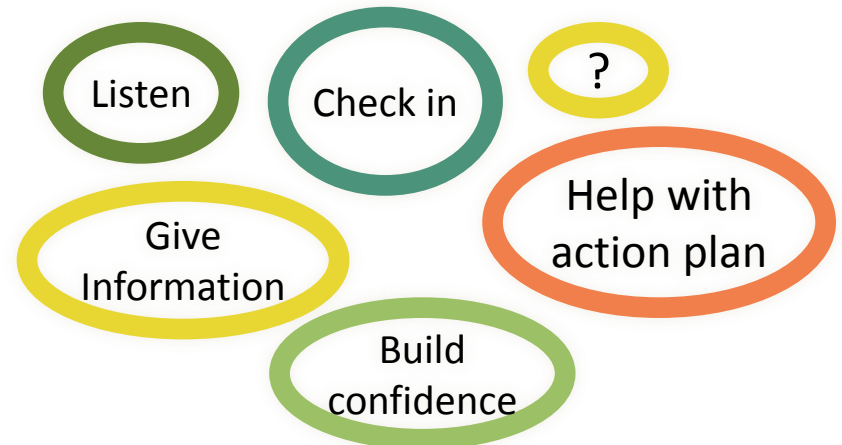 Listen
Check in
?
Help with
action plan
Give
Information
Build
confidence